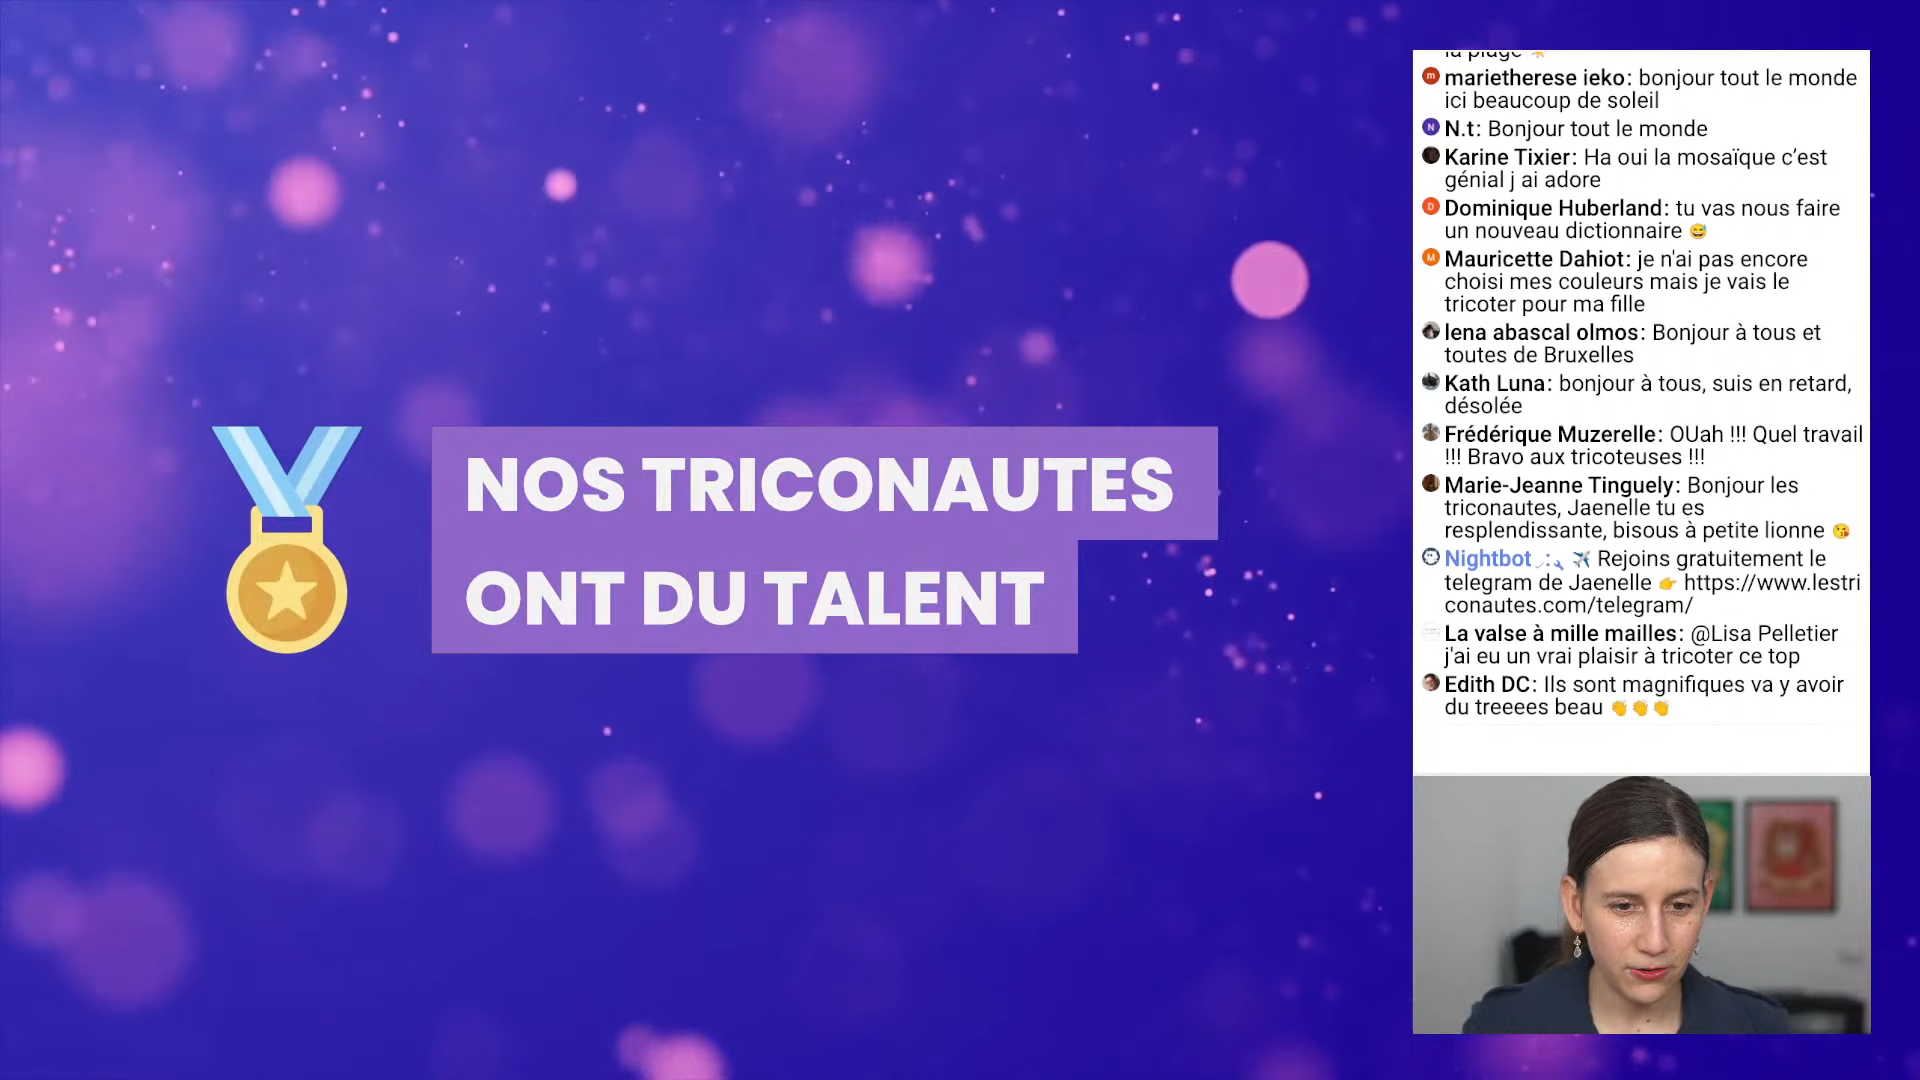 NOS TRICONAUTES
ONT DU TALENT
la plage
m marietherese ieko: bonjour tout le monde
ici beaucoup de soleil
N N.t: Bonjour tout le monde
Karine Tixier: Ha oui la mosaïque c’est
génial j ai adore
D Dominique Huberland: tu vas nous faire
un nouveau dictionnaire 😅
M Mauricette Dahiot: je n'ai pas encore
choisi mes couleurs mais je vais le
tricoter pour ma fille
lena abascal olmos: Bonjour à tous et
toutes de Bruxelles
Kath Luna: bonjour à tous, suis en retard,
désolée
Frédérique Muzerelle: OUah !!! Quel travail
!!! Bravo aux tricoteuses !!!
Marie-Jeanne Tinguely: Bonjour les
triconautes, Jaenelle tu es
resplendissante, bisous à petite lionne 😘
Nightbot: ✈️ Rejoins gratuitement le
telegram de Jaenelle 👉 https://www.lestri
conautes.com/telegram/
La valse à mille mailles: @Lisa Pelletier
j'ai eu un vrai plaisir à tricoter ce top
Edith DC: Ils sont magnifiques va y avoir
du treeees beau 👏👏👏